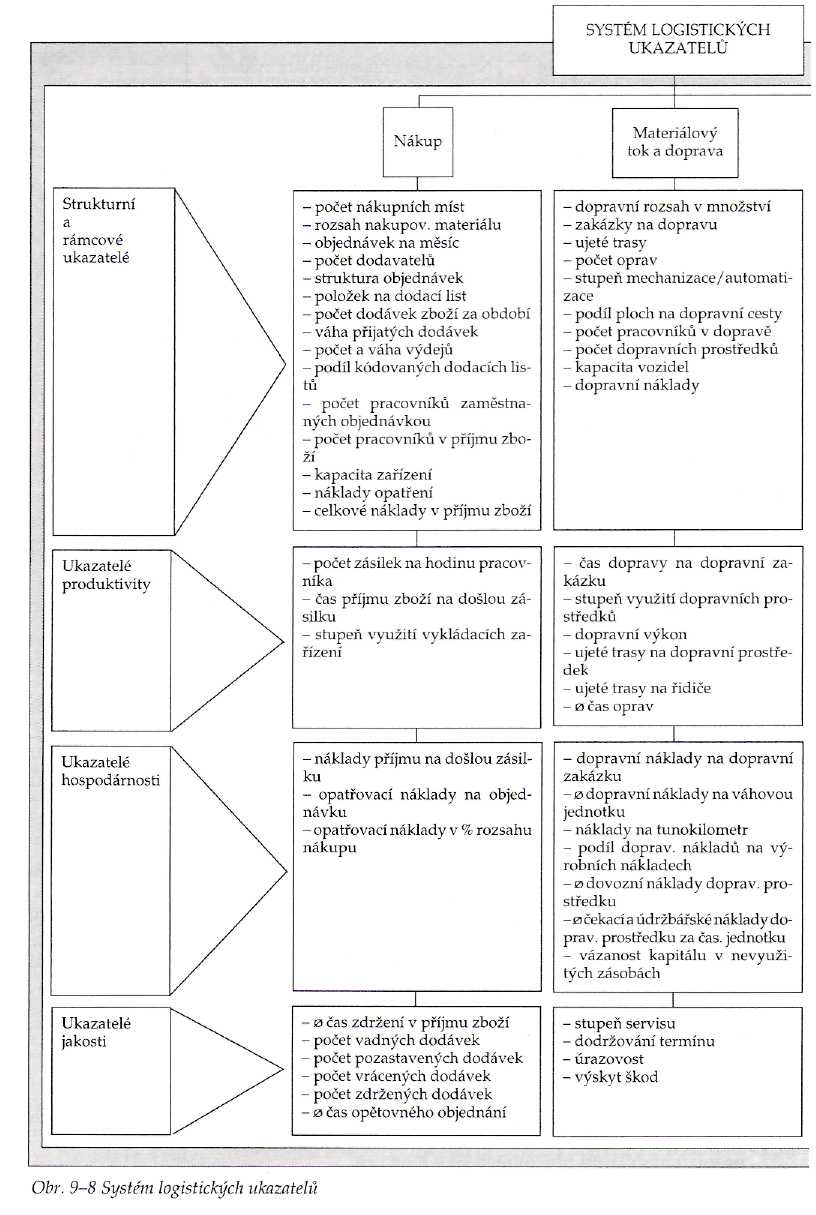 SYSTÉM LOGISTICKÝCH
UKAZATELŮ
Nákup
Materiálový
tok a doprava
Strukturní
a
rámcové
ukazatelé
– počet nákupních míst
– rozsah nakupov. materiálu
– objednávek na měsíc
– počet dodavatelů
– struktura objednávek
– položek na dodací list
– počet dodávek zboží za období
– váha přijatých dodávek
– počet a váha výdejů
– podíl kódovaných dodacích lis-
tů
– počet pracovníků zaměstna-
ných objednávkou
– počet pracovníků v příjmu zbo-
ží
– kapacita zařízení
– náklady opatření
– celkové náklady v příjmu zboží
– dopravní rozsah v množství
– zakázky na dopravu
– ujeté trasy
– počet oprav
– stupeň mechanizace/automati-
zace
– podíl ploch na dopravní cesty
– počet pracovníků v dopravě
– počet dopravních prostředků
– kapacita vozidel
– dopravní náklady
Ukazatelé
produktivity
– počet zásilek na hodinu pracov-
níka
– čas příjmu zboží na došlou zá-
silku
– stupeň využití vykládacích za-
řízení
– čas dopravy na dopravní za-
kázku
– stupeň využití dopravních pro-
středků
– dopravní výkon
– ujeté trasy na dopravní prostře-
dek
– ujeté trasy na řidiče
– ø čas oprav
Ukazatelé
hospodárnosti
– náklady příjmu na došlou zásil-
ku
– opatřovací náklady na objed-
návku
– opatřovací náklady v % rozsahu
nákupu
– dopravní náklady na dopravní
zakázku
– ø dopravní náklady na váhovou
jednotku
– náklady na tunokilometr
– podíl doprav. nákladů na vý-
robních nákladech
– ø dovozní náklady doprav. pro-
středku
– ø čekací a údržbářské náklady do-
prav. prostředku za čas. jednotku
– vázanost kapitálu v nevyuži-
tých zásobách
Ukazatelé
jakosti
– ø čas zdržení v příjmu zboží
– počet vadných dodávek
– počet pozastavených dodávek
– počet vrácených dodávek
– počet zdržených dodávek
– ø čas opětovného objednání
– stupeň servisu
– dodržování termínu
– úrazovost
– výskyt škod
Obr. 9–8 Systém logistických ukazatelů